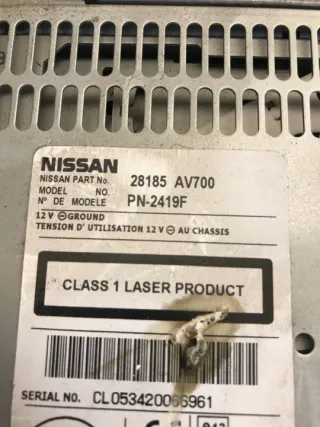 NISSAN
NISSAN PART No. 28185 AV700
MODEL NO.
N° DE MODELE PN-2419F
12 V ⊖ GROUND
TENSION D' UTILISATION 12 V ⊖ AU CHASSIS
CLASS 1 LASER PRODUCT
SERIAL NO. CL053420066961